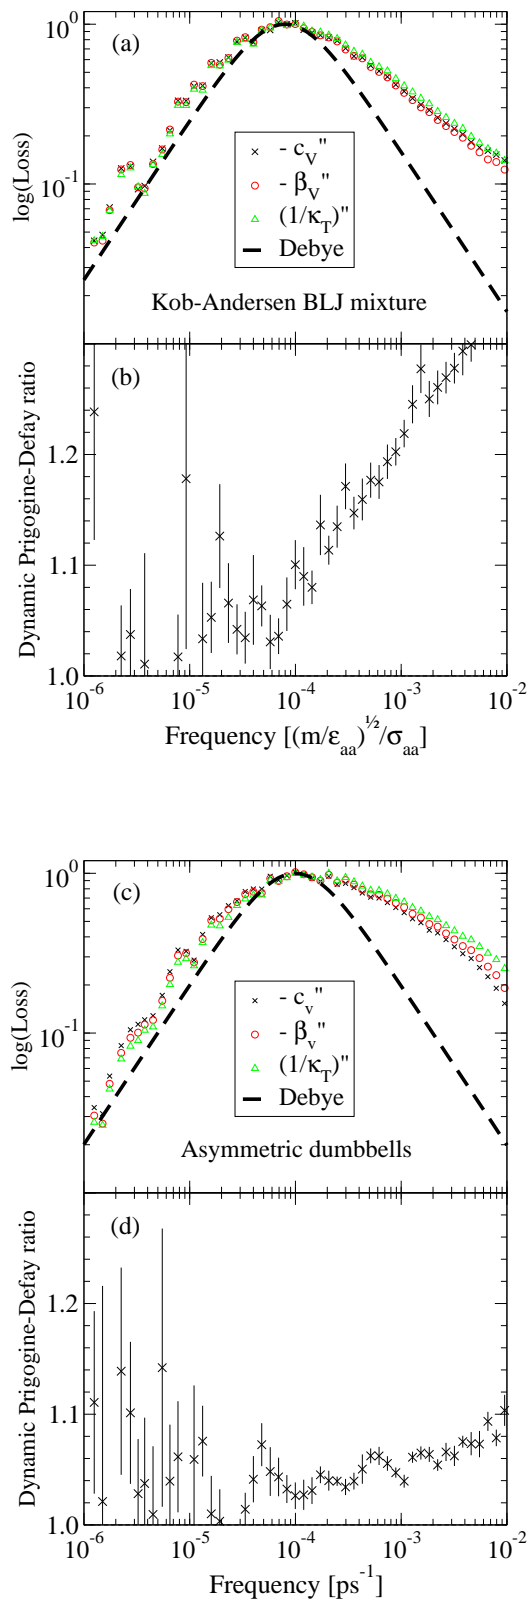 (a)
log(Loss)
10^0
10^-1
- c_V"
- β_V"
(1/κ_T)"
Debye
Kob-Andersen BLJ mixture
(b)
Dynamic Prigogine-Defay ratio
1.2
1.1
1.0
10^-6
10^-5
10^-4
10^-3
10^-2
Frequency [(m/ε_aa)^½/σ_aa]
(c)
log(Loss)
10^0
10^-1
- c_v"
- β_v"
(1/κ_T)"
Debye
Asymmetric dumbbells
(d)
Dynamic Prigogine-Defay ratio
1.2
1.1
1.0
10^-6
10^-5
10^-4
10^-3
10^-2
Frequency [ps^-1]